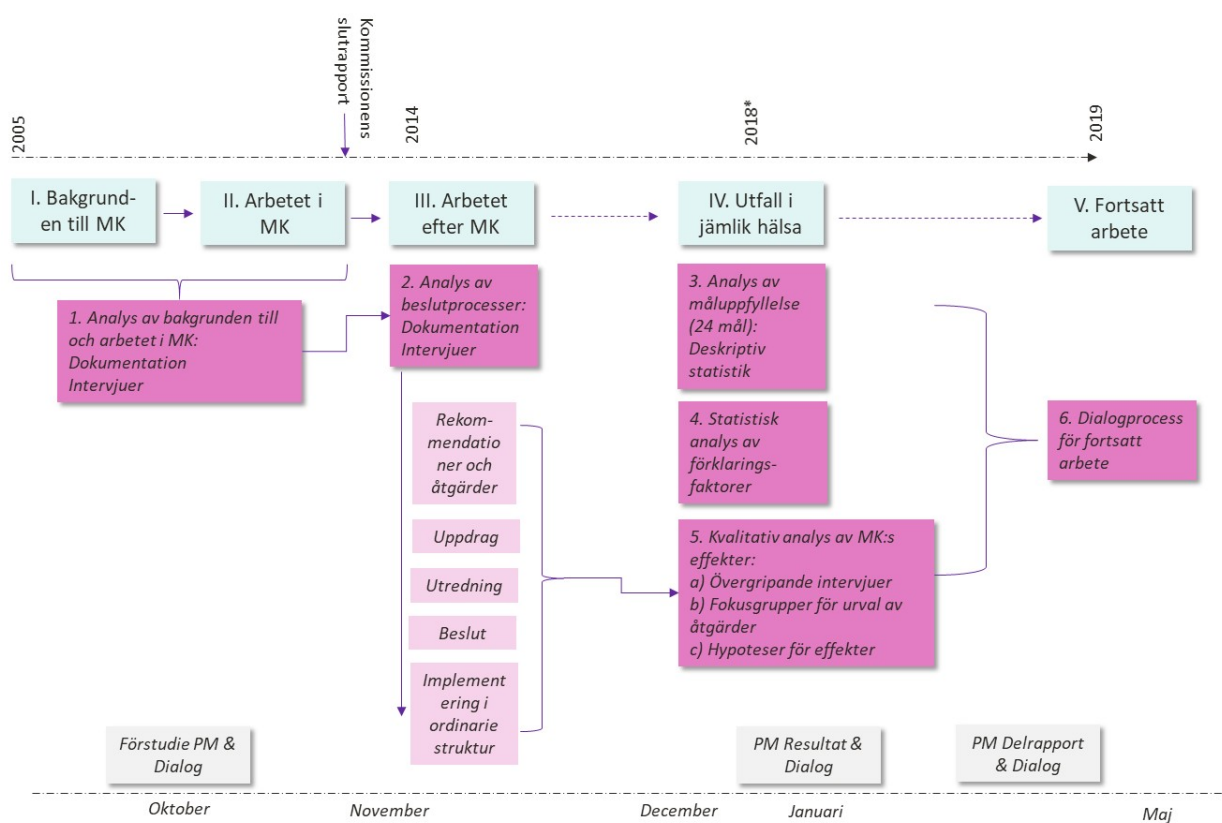 Kommissionens
slutrapport
2005
2014
2018*
2019
I. Bakgrund-
en till MK
II. Arbetet i
MK
III. Arbetet
efter MK
IV. Utfall i
jämlik hälsa
V. Fortsatt
arbete
1. Analys av bakgrunden till
och arbetet i MK:
Dokumentation
Intervjuer
2. Analys av
beslutprocesser:
Dokumentation
Intervjuer
3. Analys av
måluppfyllelse
(24 mål):
Deskriptiv
statistik
4. Statistisk
analys av
förklarings-
faktorer
Rekom-
mendatio
ner och
åtgärder
Uppdrag
Utredning
Beslut
Implement
ering i
ordinarie
struktur
5. Kvalitativ analys av MK:s
effekter:
a) Övergripande intervjuer
b) Fokusgrupper för urval av
åtgärder
c) Hypoteser för effekter
6. Dialogprocess
för fortsatt
arbete
Förstudie PM &
Dialog
PM Resultat &
Dialog
PM Delrapport
& Dialog
Oktober
November
December
Januari
Maj